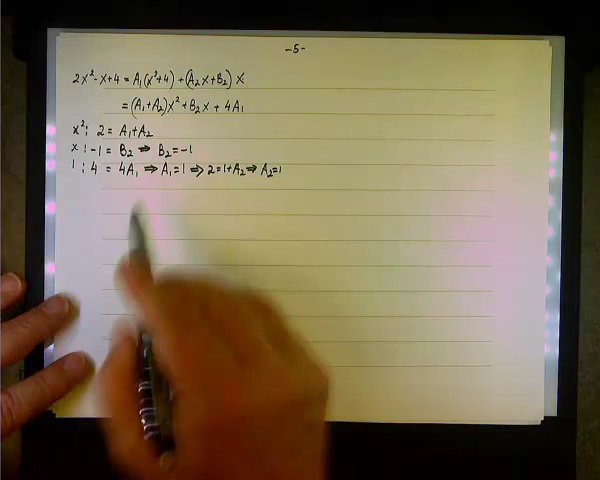 -5-
2x²-x+4 = A₁(x²+4) + (A₂x+B₂) x
= (A₁+A₂)x² + B₂x + 4A₁
x²: 2 = A₁+A₂
x: -1 = B₂ ⇒ B₂=-1
1: 4 = 4A₁ ⇒ A₁=1 ⇒ 2=1+A₂ ⇒ A₂=1